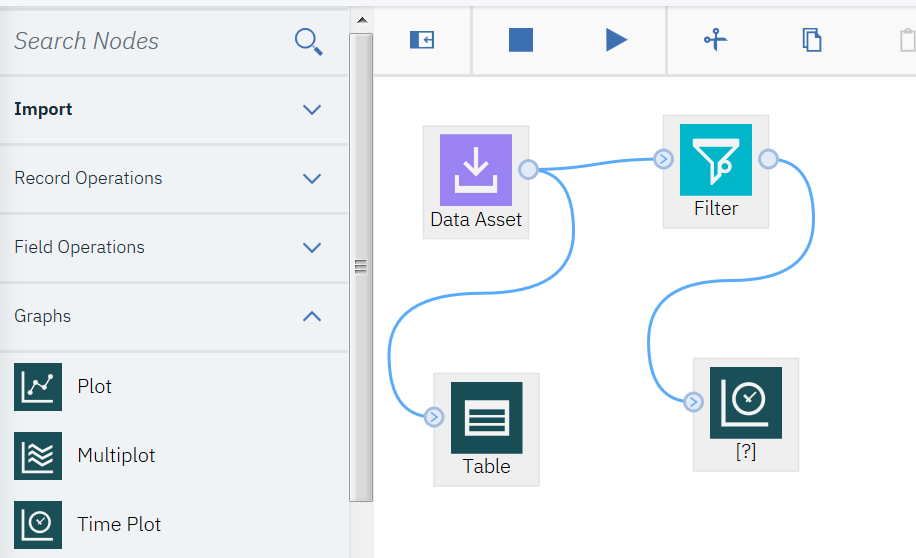 Search Nodes
Import
Record Operations
Field Operations
Graphs
Plot
Multiplot
Time Plot
Data Asset
Filter
Table
[?]